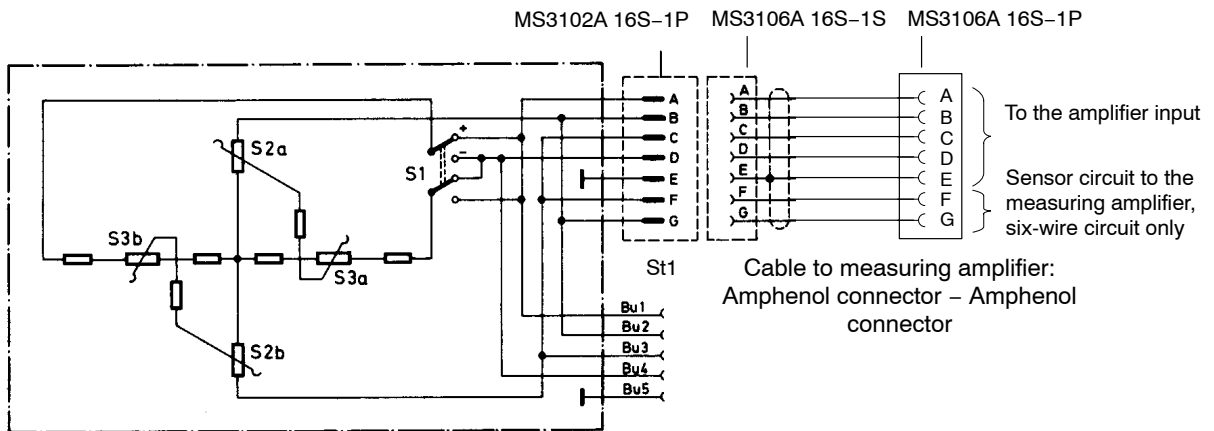 MS3102A 16S–1P MS3106A 16S–1S MS3106A 16S–1P
S2a
S3b
S3a
S2b
S1
+
–
A
B
C
D
E
F
G
St1
A
B
C
D
E
F
G
A
B
C
D
E
F
G
To the amplifier input
Sensor circuit to the
measuring amplifier,
six-wire circuit only
Cable to measuring amplifier:
Amphenol connector – Amphenol
connector
Bu1
Bu2
Bu3
Bu4
Bu5